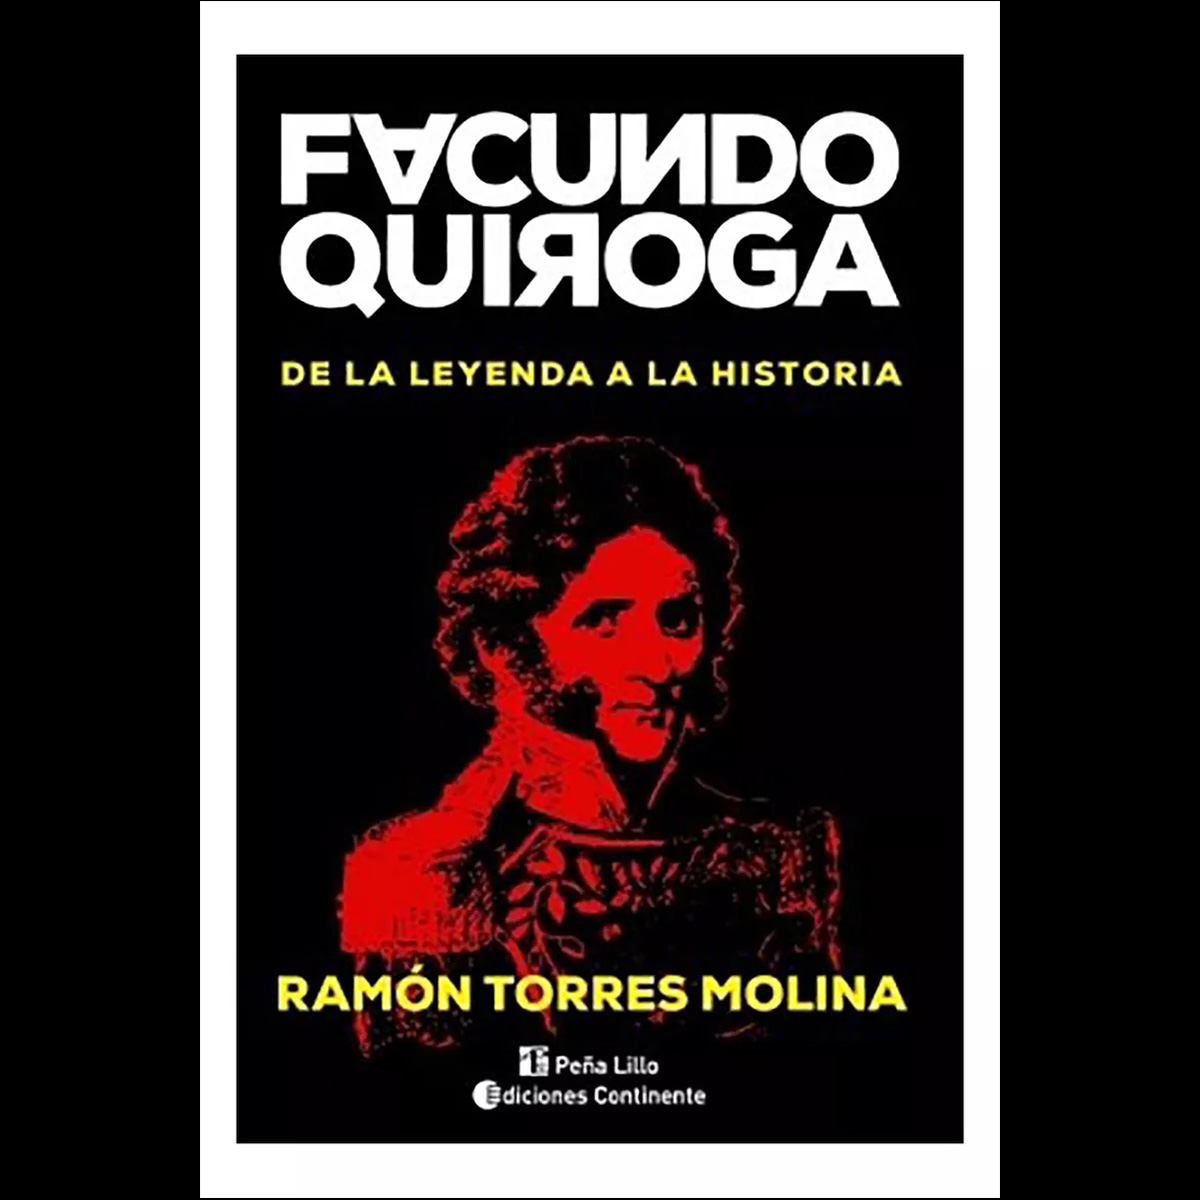 FACUNDO
QUIROGA
DE LA LEYENDA A LA HISTORIA
RAMÓN TORRES MOLINA
Peña Lillo
Ediciones Continente